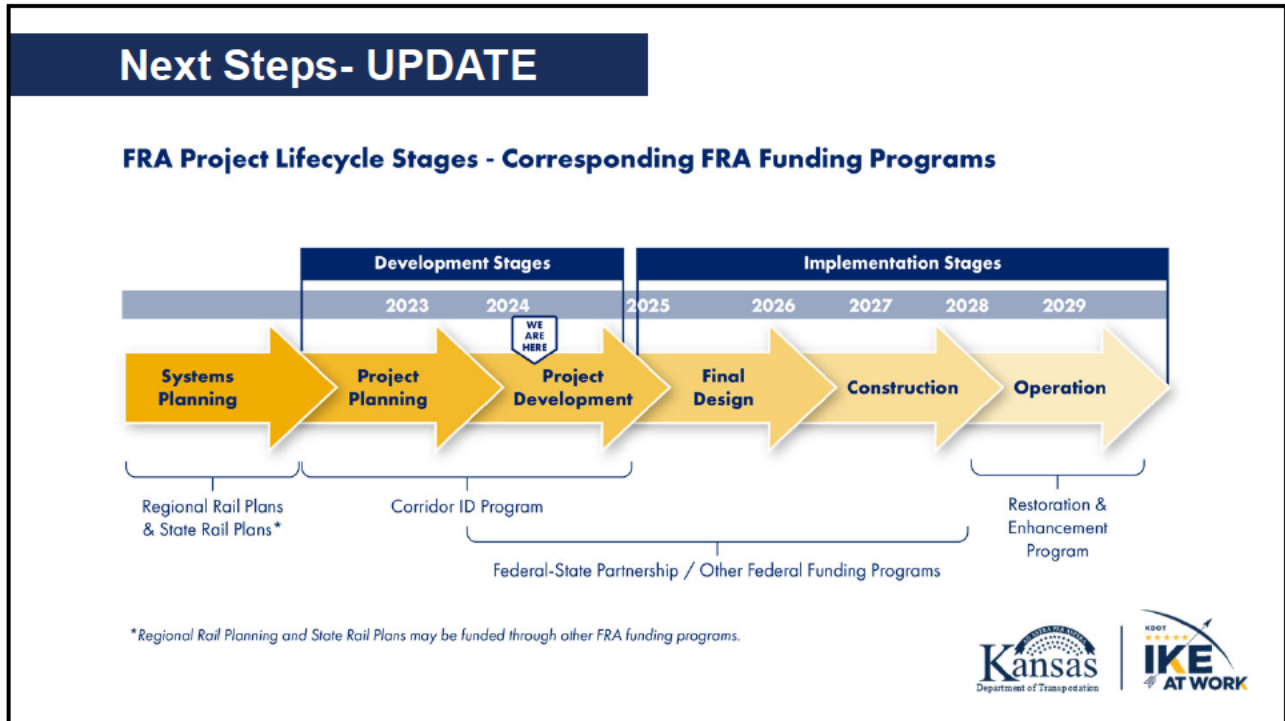 Next Steps- UPDATE
FRA Project Lifecycle Stages - Corresponding FRA Funding Programs
Development Stages
Implementation Stages
2023 2024 2025 2026 2027 2028 2029
WE
ARE
HERE
Systems
Planning
Project
Planning
Project
Development
Final
Design
Construction
Operation
Regional Rail Plans
& State Rail Plans*
Corridor ID Program
Restoration &
Enhancement
Program
Federal-State Partnership / Other Federal Funding Programs
*Regional Rail Planning and State Rail Plans may be funded through other FRA funding programs.
AD ASTRA PER ASPERA
Kansas
Department of Transportation
KDOT
IKE
AT WORK